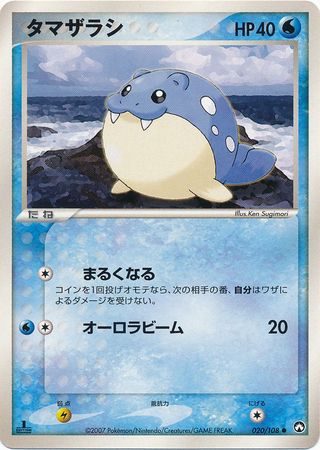 タマザラシ HP40
たね Illus.Ken Sugimori
まるくなる
コインを1回投げオモテなら、次の相手の番、自分はワザに
よるダメージを受けない。
オーロラビーム 20
弱点 抵抗力 にげる
1
EDITION
©2007 Pokémon/Nintendo/Creatures/GAME FREAK. 020/108